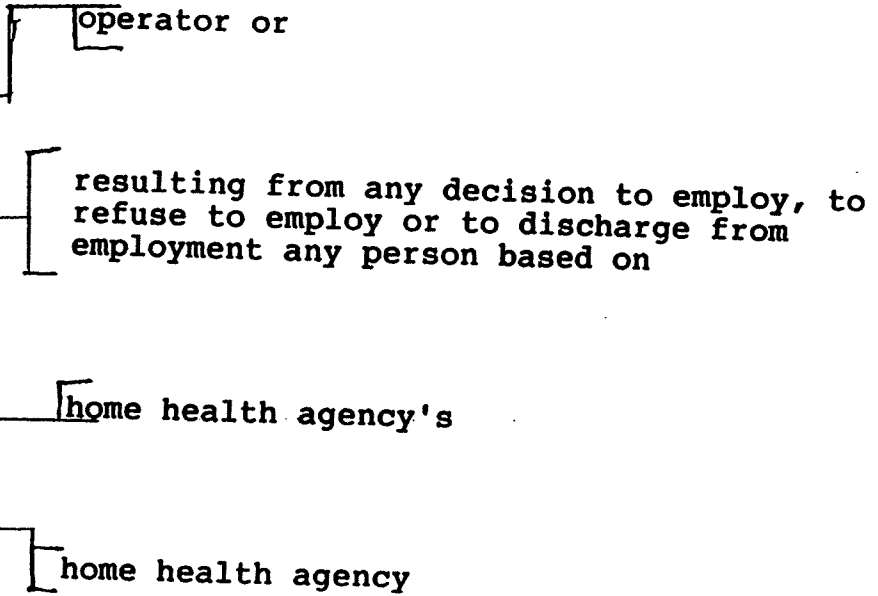 operator or
resulting from any decision to employ, to
refuse to employ or to discharge from
employment any person based on
home health agency's
home health agency